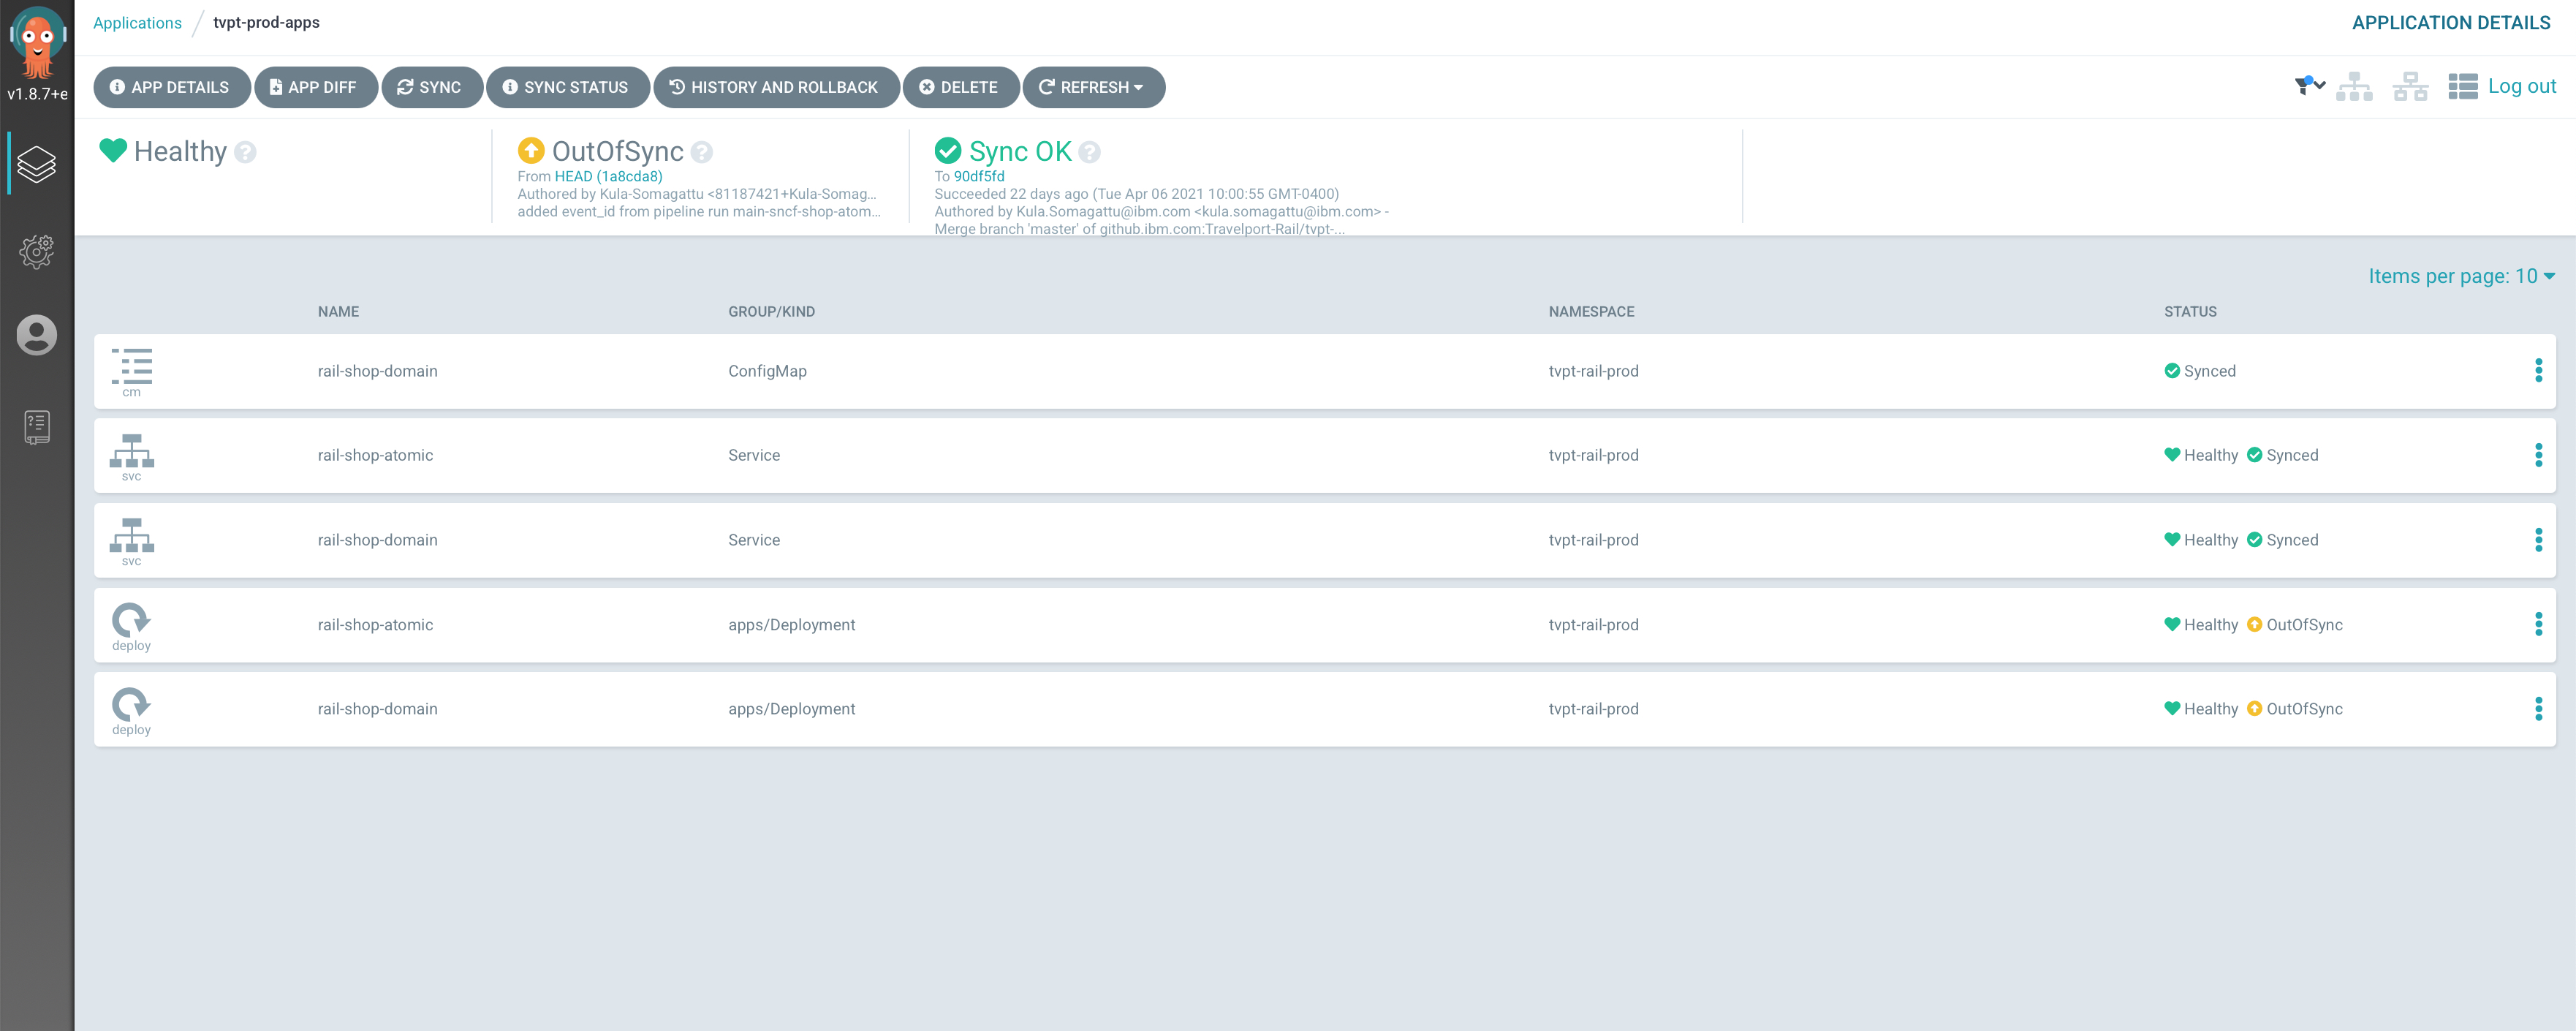 Applications / tvpt-prod-apps APPLICATION DETAILS
v1.8.7+e
APP DETAILS APP DIFF SYNC SYNC STATUS HISTORY AND ROLLBACK DELETE REFRESH Log out
Healthy ?
OutOfSync ?
From HEAD (1a8cda8)
Authored by Kula-Somagattu <81187421+Kula-Somag...
added event_id from pipeline run main-sncf-shop-atom...
Sync OK ?
To 90df5fd
Succeeded 22 days ago (Tue Apr 06 2021 10:00:55 GMT-0400)
Authored by Kula.Somagattu@ibm.com <kula.somagattu@ibm.com> -
Merge branch 'master' of github.ibm.com:Travelport-Rail/tvpt-...
Items per page: 10
NAME GROUP/KIND NAMESPACE STATUS
cm rail-shop-domain ConfigMap tvpt-rail-prod Synced
svc rail-shop-atomic Service tvpt-rail-prod Healthy Synced
svc rail-shop-domain Service tvpt-rail-prod Healthy Synced
deploy rail-shop-atomic apps/Deployment tvpt-rail-prod Healthy OutOfSync
deploy rail-shop-domain apps/Deployment tvpt-rail-prod Healthy OutOfSync